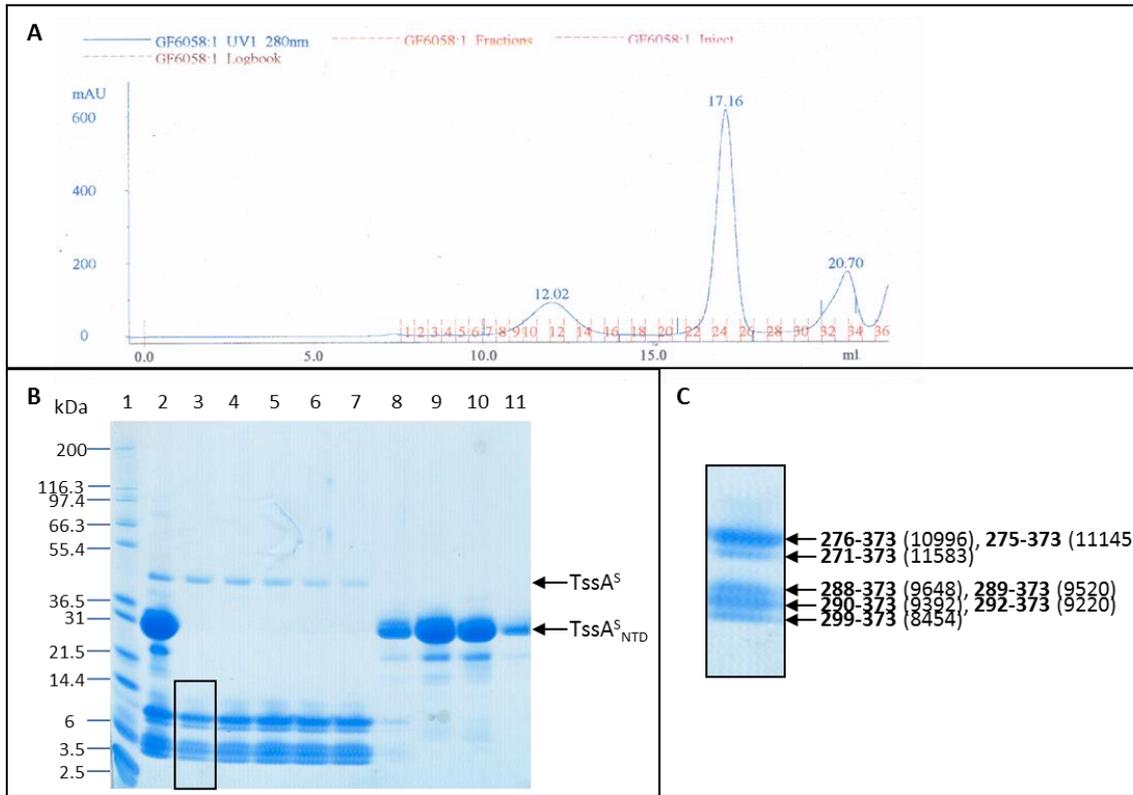 A
GF6058:1 UV1 280nm GF6058:1 Fractions GF6058:1 Inject
GF6058:1 Logbook
mAU
600
400
200
0
17.16
12.02
20.70
1 2 3 4 5 6 7 8 9 10 12 14 16 18 20 22 24 26 28 30 32 34 36
0.0 5.0 10.0 15.0 ml
B
kDa 1 2 3 4 5 6 7 8 9 10 11
200
116.3
97.4
66.3
55.4
36.5
31
21.5
14.4
6
3.5
2.5
TssAS
TssASNTD
C
276-373 (10996), 275-373 (11145
271-373 (11583)
288-373 (9648), 289-373 (9520)
290-373 (9392), 292-373 (9220)
299-373 (8454)